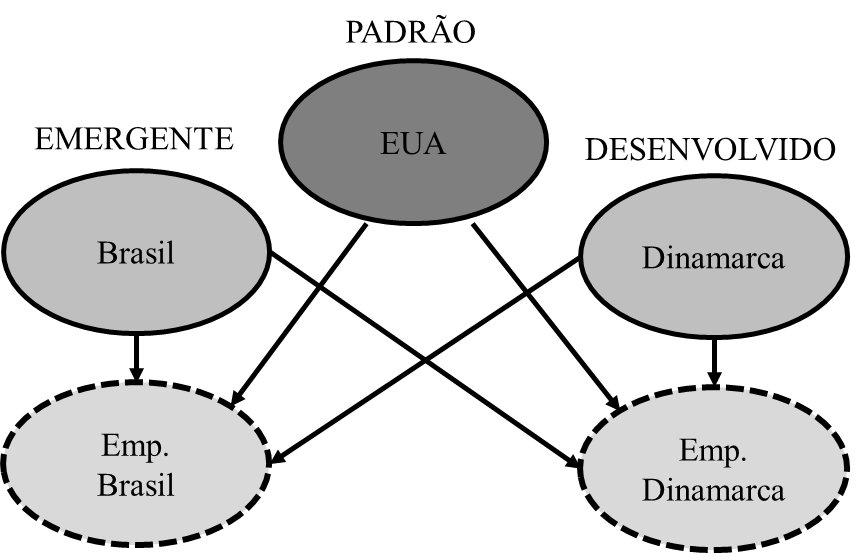 PADRÃO
EUA
EMERGENTE
DESENVOLVIDO
Brasil
Dinamarca
Emp.
Brasil
Emp.
Dinamarca